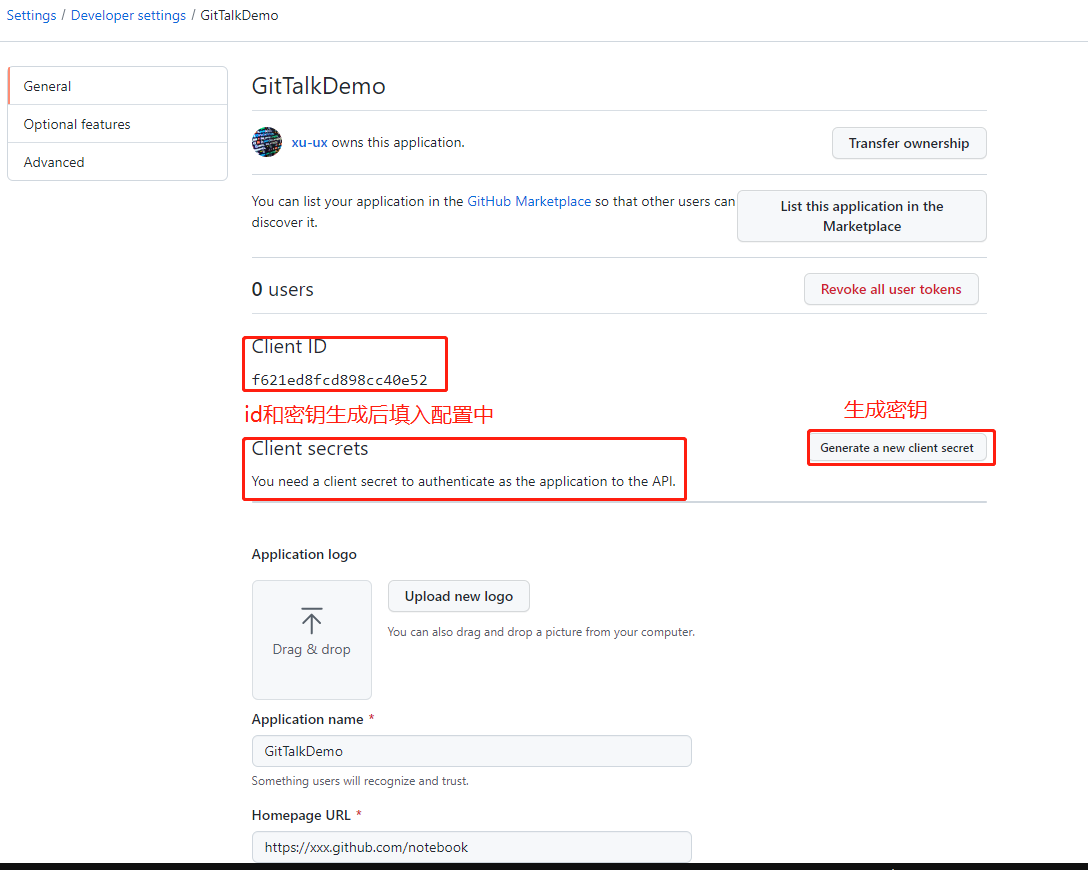 Settings / Developer settings / GitTalkDemo
General
Optional features
Advanced
GitTalkDemo
xu-ux owns this application.
Transfer ownership
You can list your application in the GitHub Marketplace so that other users can
discover it.
List this application in the
Marketplace
0 users
Revoke all user tokens
Client ID
f621ed8fcd898cc40e52
id和密钥生成后填入配置中
生成密钥
Client secrets
Generate a new client secret
You need a client secret to authenticate as the application to the API.
Application logo
Drag & drop
Upload new logo
You can also drag and drop a picture from your computer.
Application name *
GitTalkDemo
Something users will recognize and trust.
Homepage URL *
https://xxx.github.com/notebook